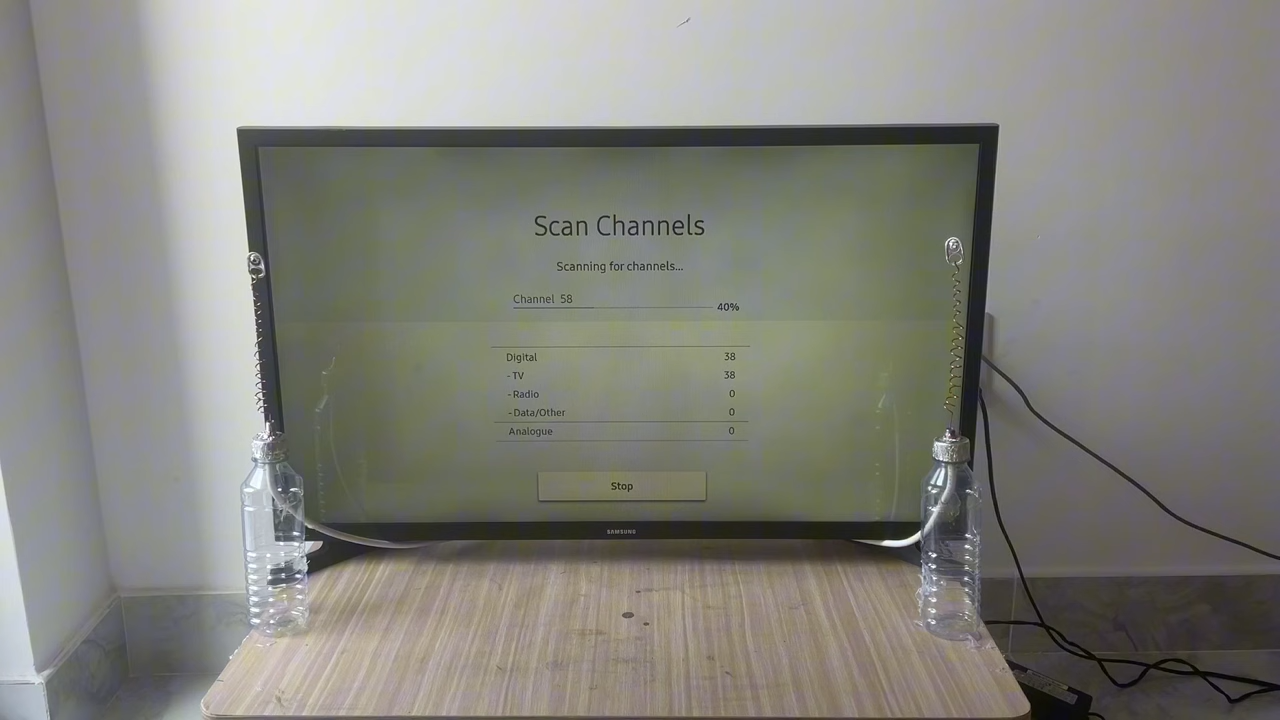 Scan Channels
Scanning for channels...
Channel 58
40%
Digital 38
-TV 38
-Radio 0
-Data/Other 0
Analogue 0
Stop
SAMSUNG